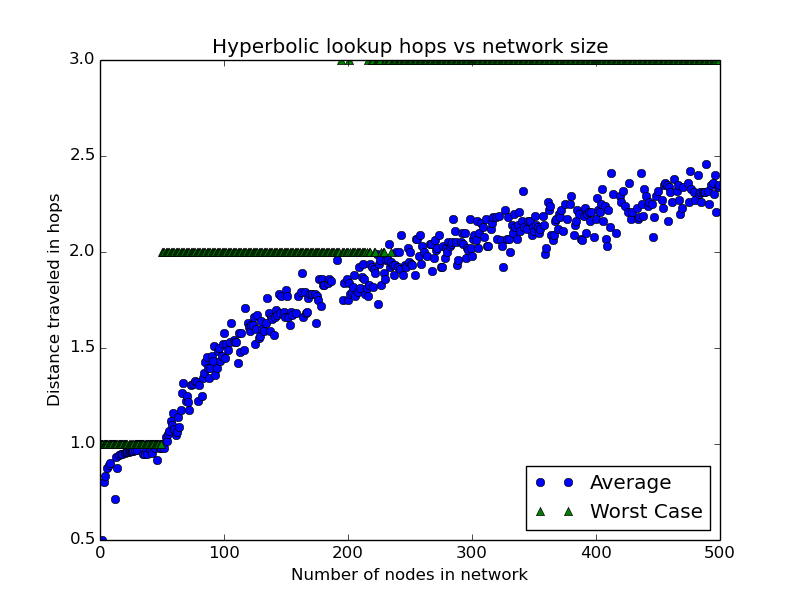 Hyperbolic lookup hops vs network size
3.0
2.5
2.0
1.5
1.0
0.5
Distance traveled in hops
Average
Worst Case
0 100 200 300 400 500
Number of nodes in network